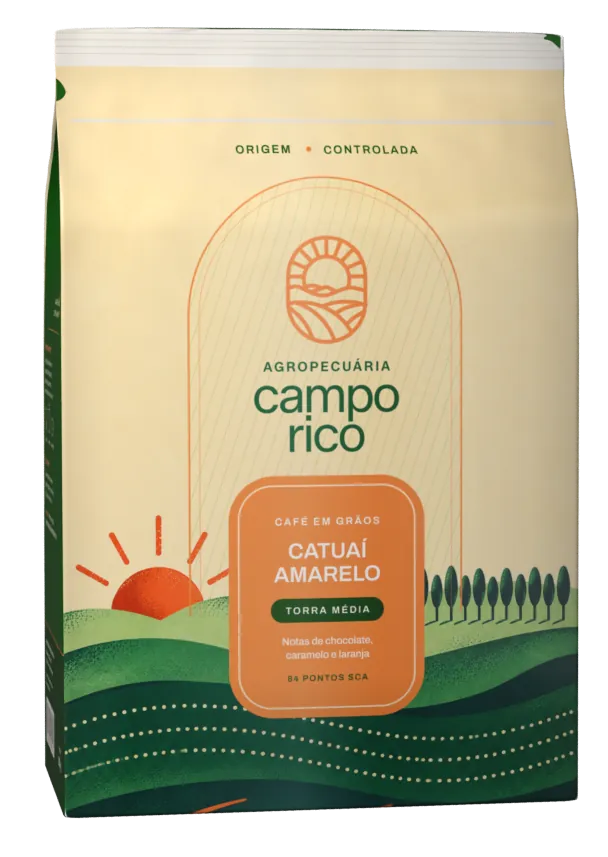 ORIGEM • CONTROLADA
AGROPECUÁRIA
campo
rico
CAFÉ EM GRÃOS
CATUAÍ
AMARELO
TORRA MÉDIA
Notas de chocolate,
caramelo e laranja
84 PONTOS SCA